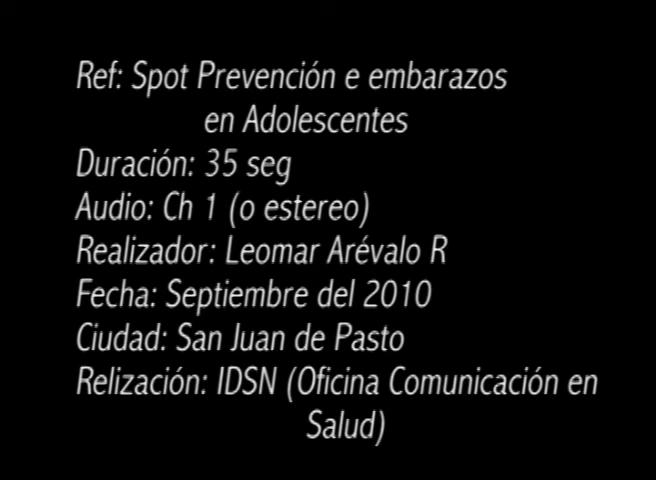 Ref: Spot Prevención e embarazos
en Adolescentes
Duración: 35 seg
Audio: Ch 1 (o estereo)
Realizador: Leomar Arévalo R
Fecha: Septiembre del 2010
Ciudad: San Juan de Pasto
Relización: IDSN (Oficina Comunicación en
Salud)